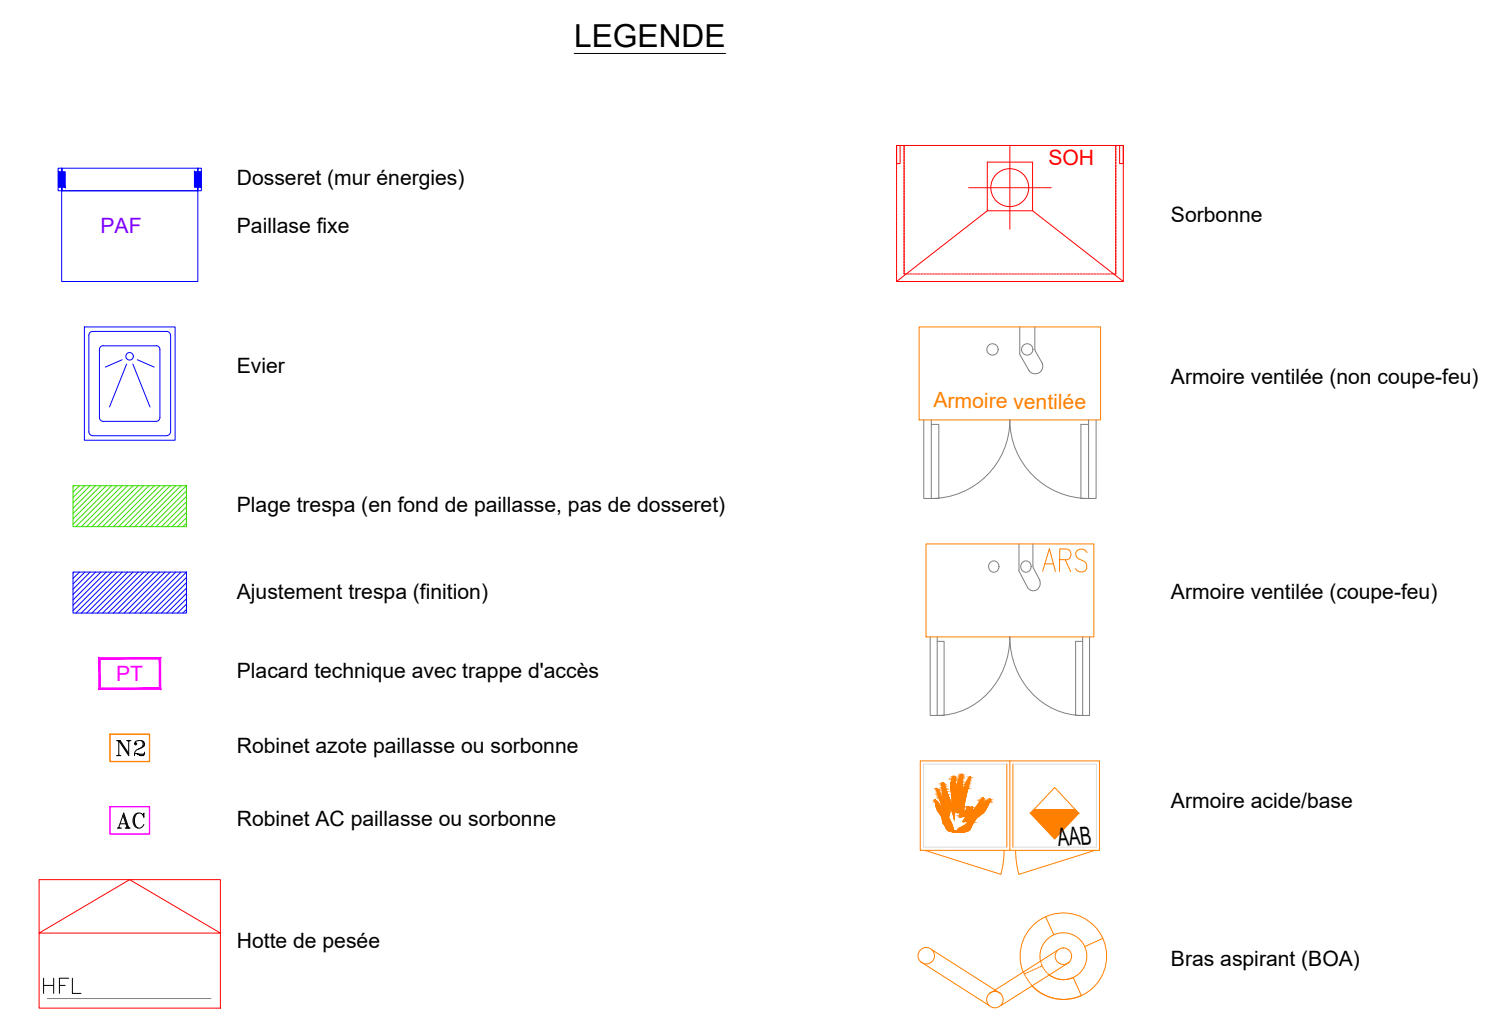 LEGENDE
Dosseret (mur énergies)
PAF
Paillase fixe
Evier
Plage trespa (en fond de paillasse, pas de dosseret)
Ajustement trespa (finition)
PT
Placard technique avec trappe d'accès
N2
Robinet azote paillasse ou sorbonne
AC
Robinet AC paillasse ou sorbonne
Hotte de pesée
HFL
SOH
Sorbonne
Armoire ventilée (non coupe-feu)
Armoire ventilée
ARS
Armoire ventilée (coupe-feu)
Armoire acide/base
AAB
Bras aspirant (BOA)